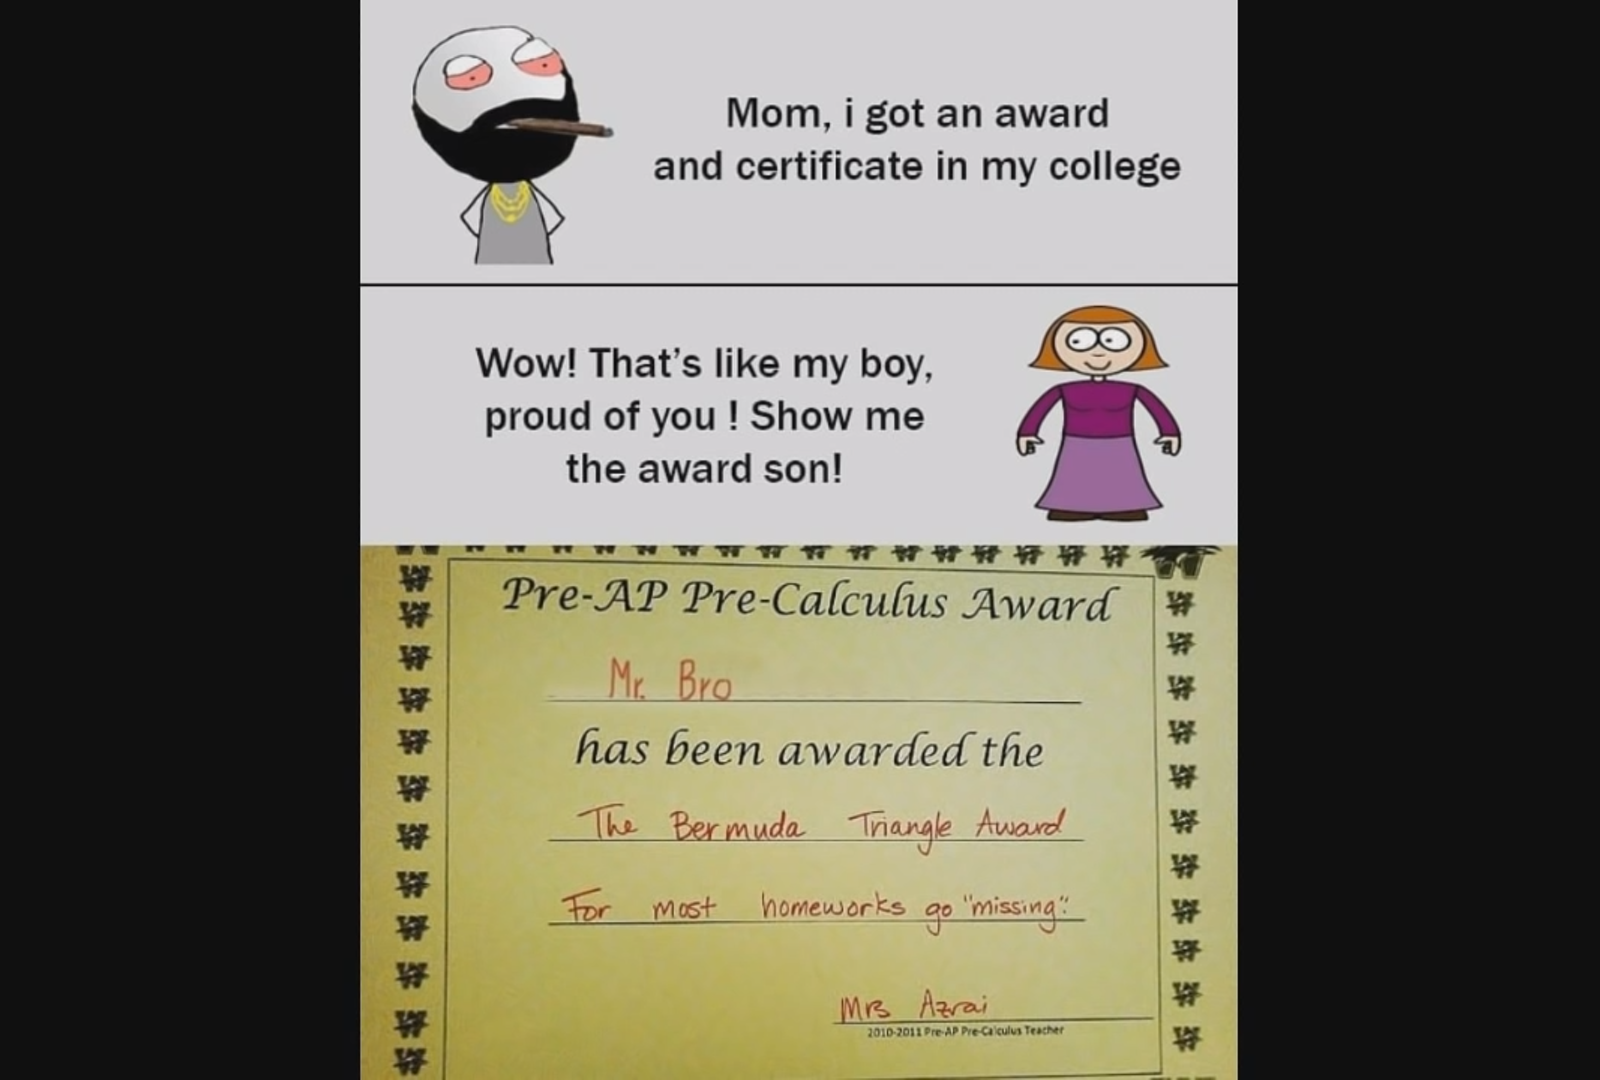 Mom, i got an award
and certificate in my college
Wow! That's like my boy,
proud of you ! Show me
the award son!
Pre-AP Pre-Calculus Award
Mr. Bro
has been awarded the
The Bermuda Triangle Award
For most homeworks go "missing".
Mrs Azrai
2010-2011 Pre-AP Pre-Calculus Teacher